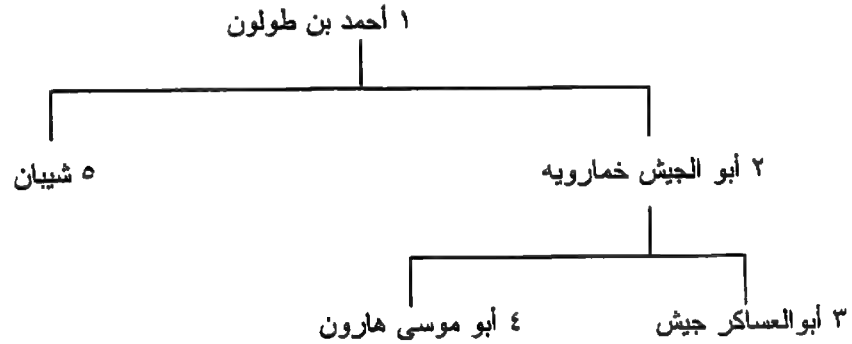 ١ أحمد بن طولون
٢ أبو الجيش خمارويه
٥ شيبان
٣ أبوالعساكر جيش
٤ أبو موسى هارون